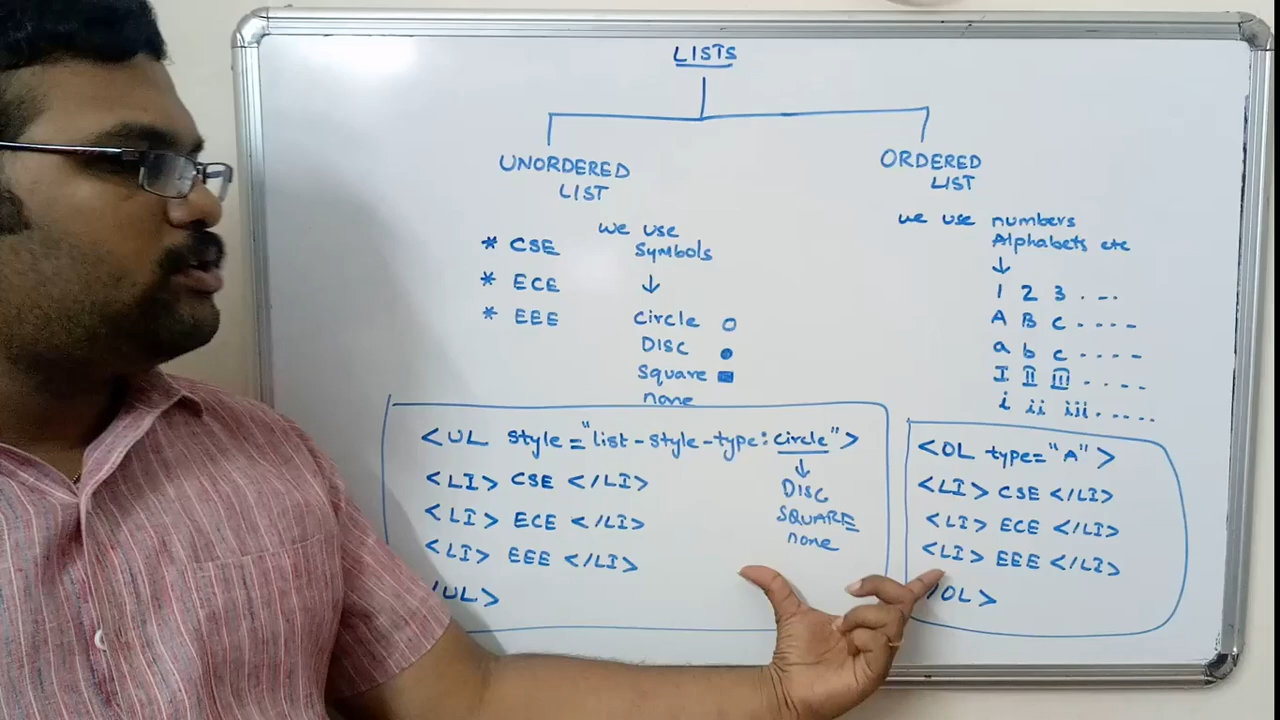 LISTS
UNORDERED
LIST
we use
Symbols
↓
* CSE
* ECE
* EEE
Circle ○
DISC ●
Square ■
none
<UL style="list-style-type:circle">
↓
DISC
SQUARE
none
<LI> CSE </LI>
<LI> ECE </LI>
<LI> EEE </LI>
/UL>
ORDERED
LIST
we use numbers
Alphabets etc
↓
1 2 3 . . .
A B C . . . .
a b c . . . .
I II III . . . .
i ii iii . . . . .
<OL type="A">
<LI> CSE </LI>
<LI> ECE </LI>
<LI> EEE </LI>
/OL>